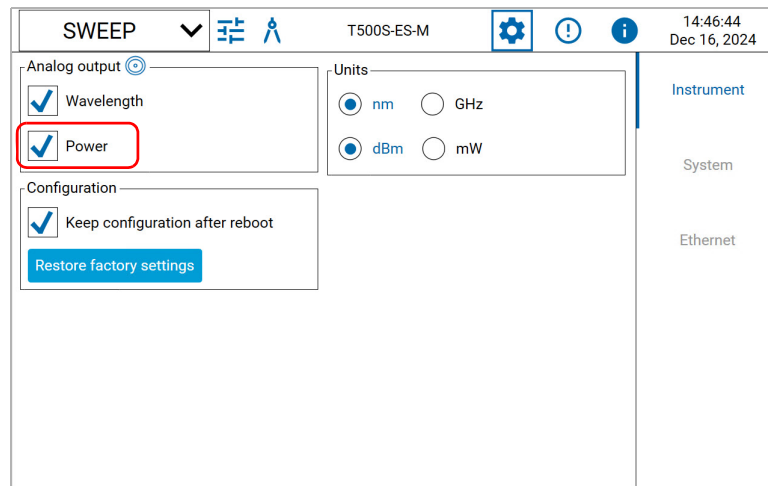 SWEEP
T500S-ES-M
14:46:44
Dec 16, 2024
Analog output
Wavelength
Power
Units
nm GHz
dBm mW
Configuration
Keep configuration after reboot
Restore factory settings
Instrument
System
Ethernet